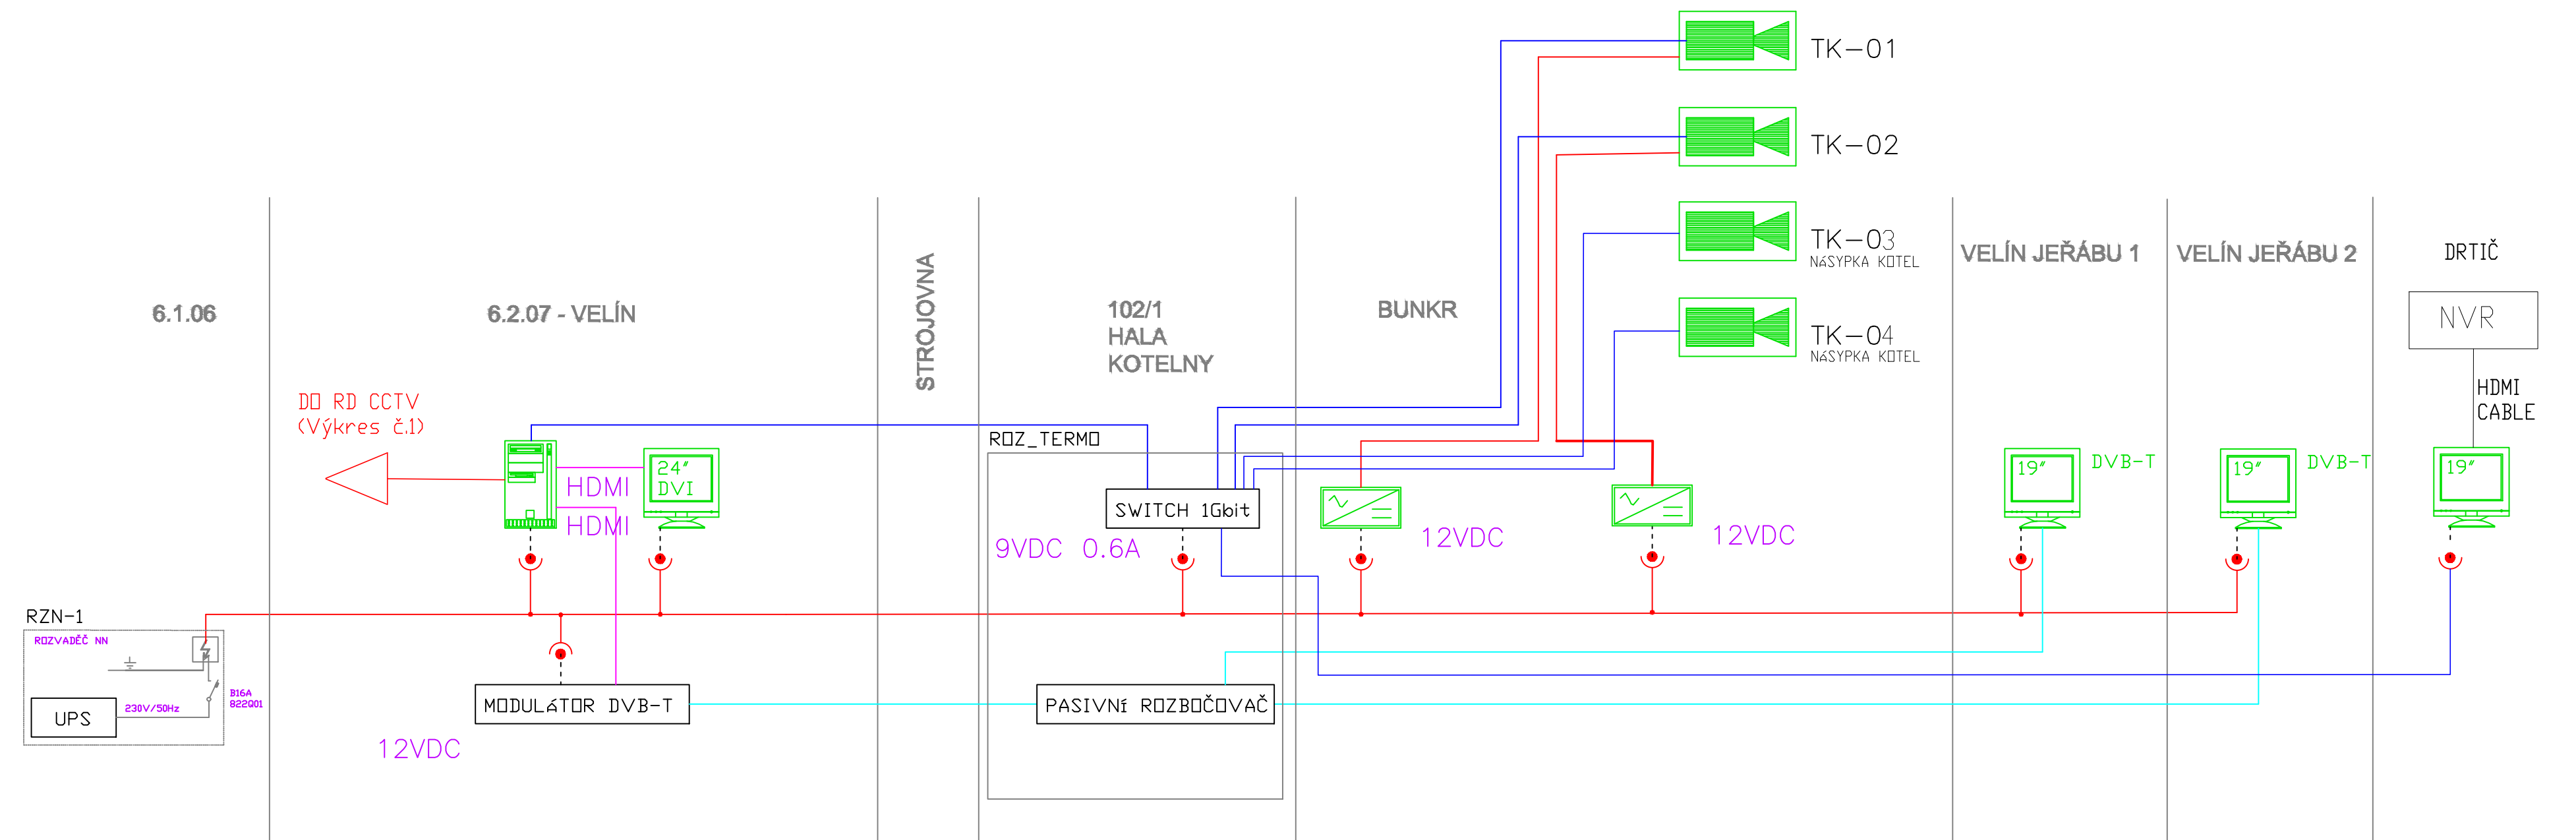 TK-01
TK-02
TK-03
NáSYPKA KOTEL
TK-04
NáSYPKA KOTEL
6.1.06
6.2.07 - VELÍN
STROJOVNA
102/1
HALA
KOTELNY
BUNKR
VELÍN JEŘÁBU 1
VELÍN JEŘÁBU 2
DRTIČ
NVR
HDMI
CABLE
DO RD CCTV
(Výkres č.1)
24"
DVI
HDMI
HDMI
ROZ_TERMO
SWITCH 1Gbit
9VDC 0.6A
12VDC
12VDC
19"
DVB-T
19"
DVB-T
19"
RZN-1
ROZVADĚČ NN
UPS
230V/50Hz
B16A
822Q01
MODULáTOR DVB-T
12VDC
PASIVNí ROZBOČOVAČ